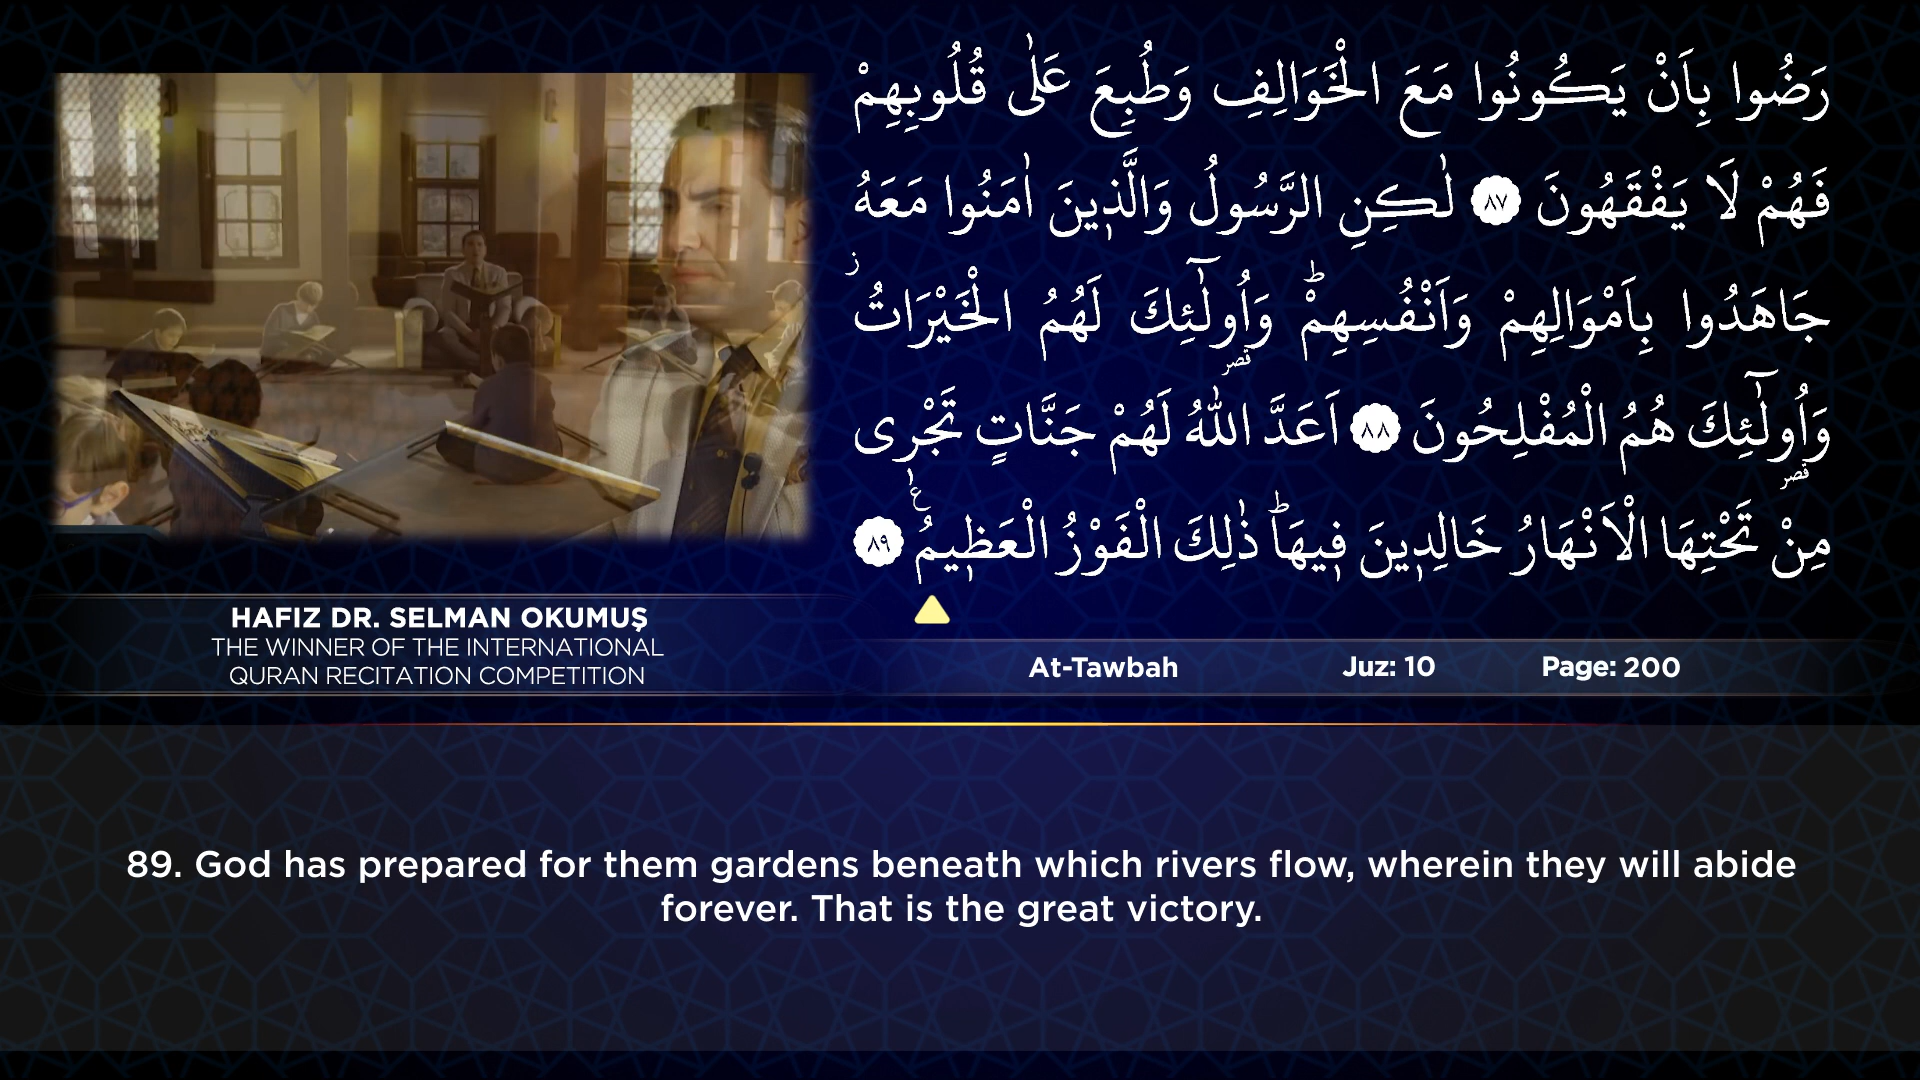 رَضُوا بِاَنْ يَكُونُوا مَعَ الْخَوَالِفِ وَطُبِعَ عَلٰى قُلُوبِهِمْ
فَهُمْ لَا يَفْقَهُونَ ﴿٨٧﴾ لٰكِنِ الرَّسُولُ وَالَّذٖينَ اٰمَنُوا مَعَهُ
جَاهَدُوا بِاَمْوَالِهِمْ وَاَنْفُسِهِمْؕ وَاُو۬لٰٓئِكَ لَهُمُ الْخَيْرَاتُؗ
وَاُو۬لٰٓئِكَ هُمُ الْمُفْلِحُونَ ﴿٨٨﴾ اَعَدَّ اللّٰهُ لَهُمْ جَنَّاتٍ تَجْرٖى
مِنْ تَحْتِهَا الْاَنْهَارُ خَالِدٖينَ فٖيهَاؕ ذٰلِكَ الْفَوْزُ الْعَظٖيمُࣖ ﴿٨٩﴾
HAFIZ DR. SELMAN OKUMUŞ
THE WINNER OF THE INTERNATIONAL
QURAN RECITATION COMPETITION
At-Tawbah Juz: 10 Page: 200
89. God has prepared for them gardens beneath which rivers flow, wherein they will abide
forever. That is the great victory.